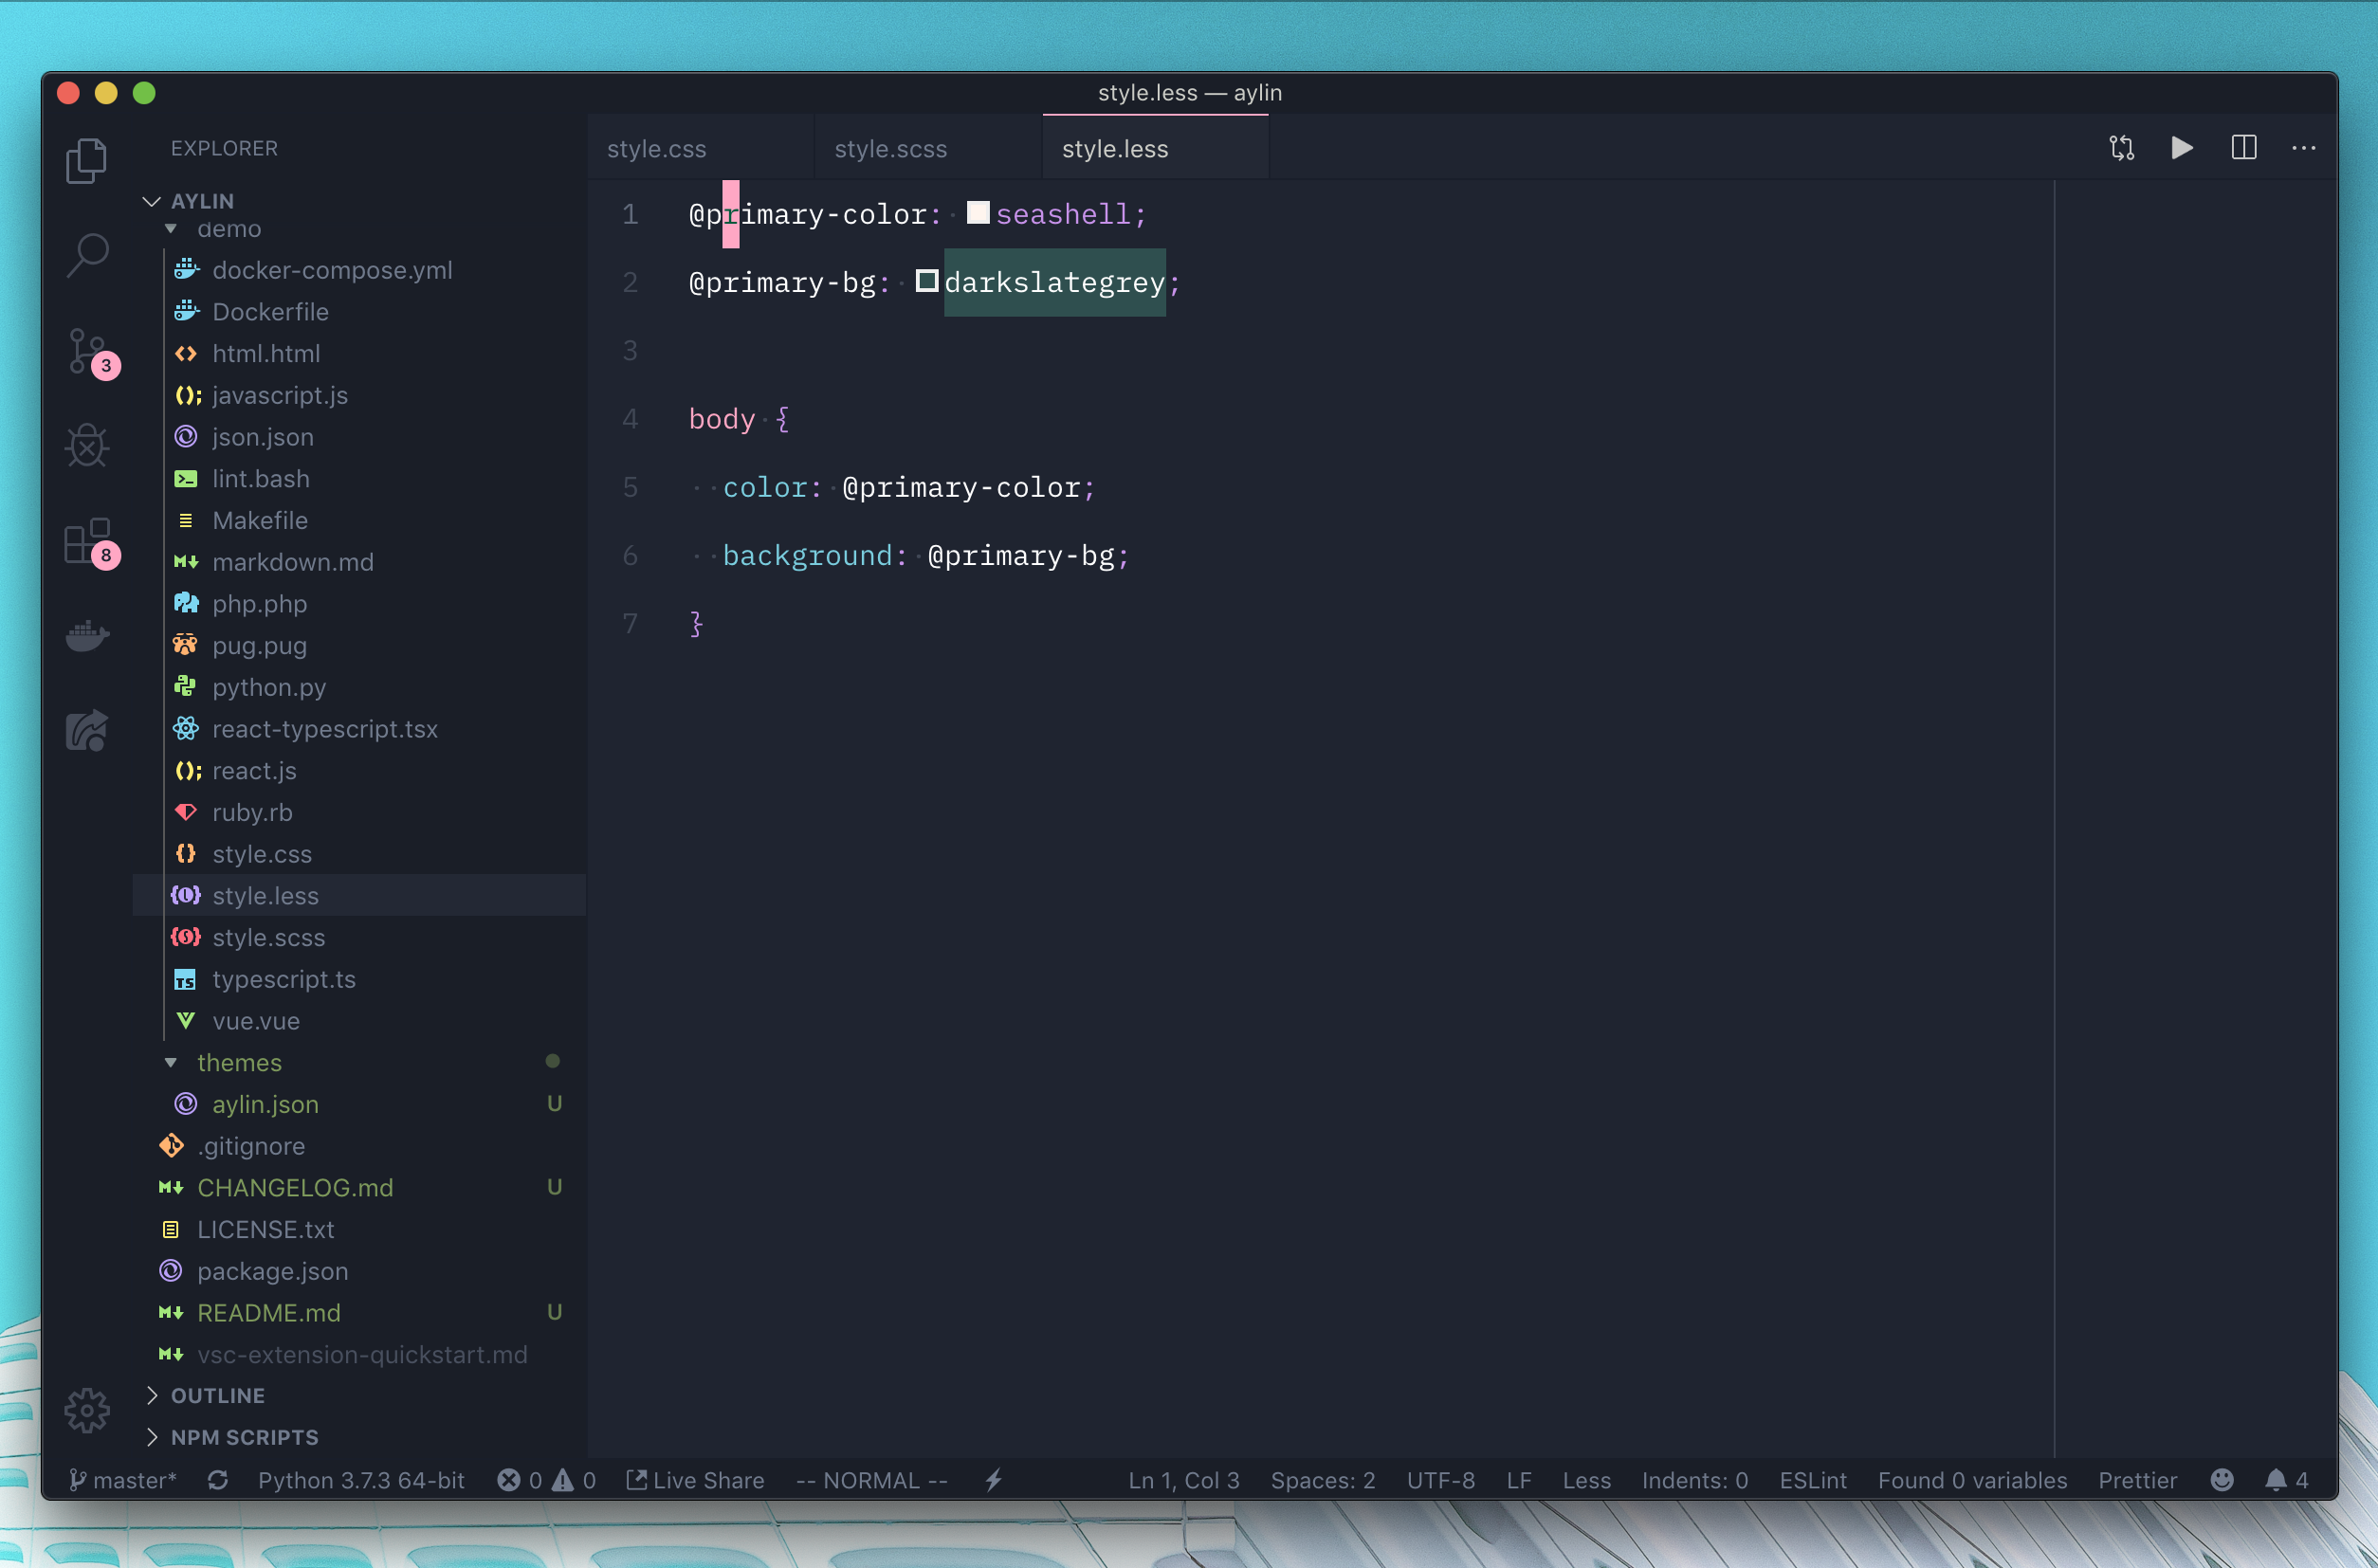 style.less — aylin
EXPLORER
AYLIN
demo
docker-compose.yml
Dockerfile
html.html
javascript.js
json.json
lint.bash
Makefile
markdown.md
php.php
pug.pug
python.py
react-typescript.tsx
react.js
ruby.rb
style.css
style.less
style.scss
typescript.ts
vue.vue
themes
aylin.json U
.gitignore
CHANGELOG.md U
LICENSE.txt
package.json
README.md U
vsc-extension-quickstart.md
OUTLINE
NPM SCRIPTS
3
8
style.css style.scss style.less
1 @primary-color: seashell;
2 @primary-bg: darkslategrey;
3
4 body {
5 color: @primary-color;
6 background: @primary-bg;
7 }
master* Python 3.7.3 64-bit 0 0 Live Share -- NORMAL -- Ln 1, Col 3 Spaces: 2 UTF-8 LF Less Indents: 0 ESLint Found 0 variables Prettier 4